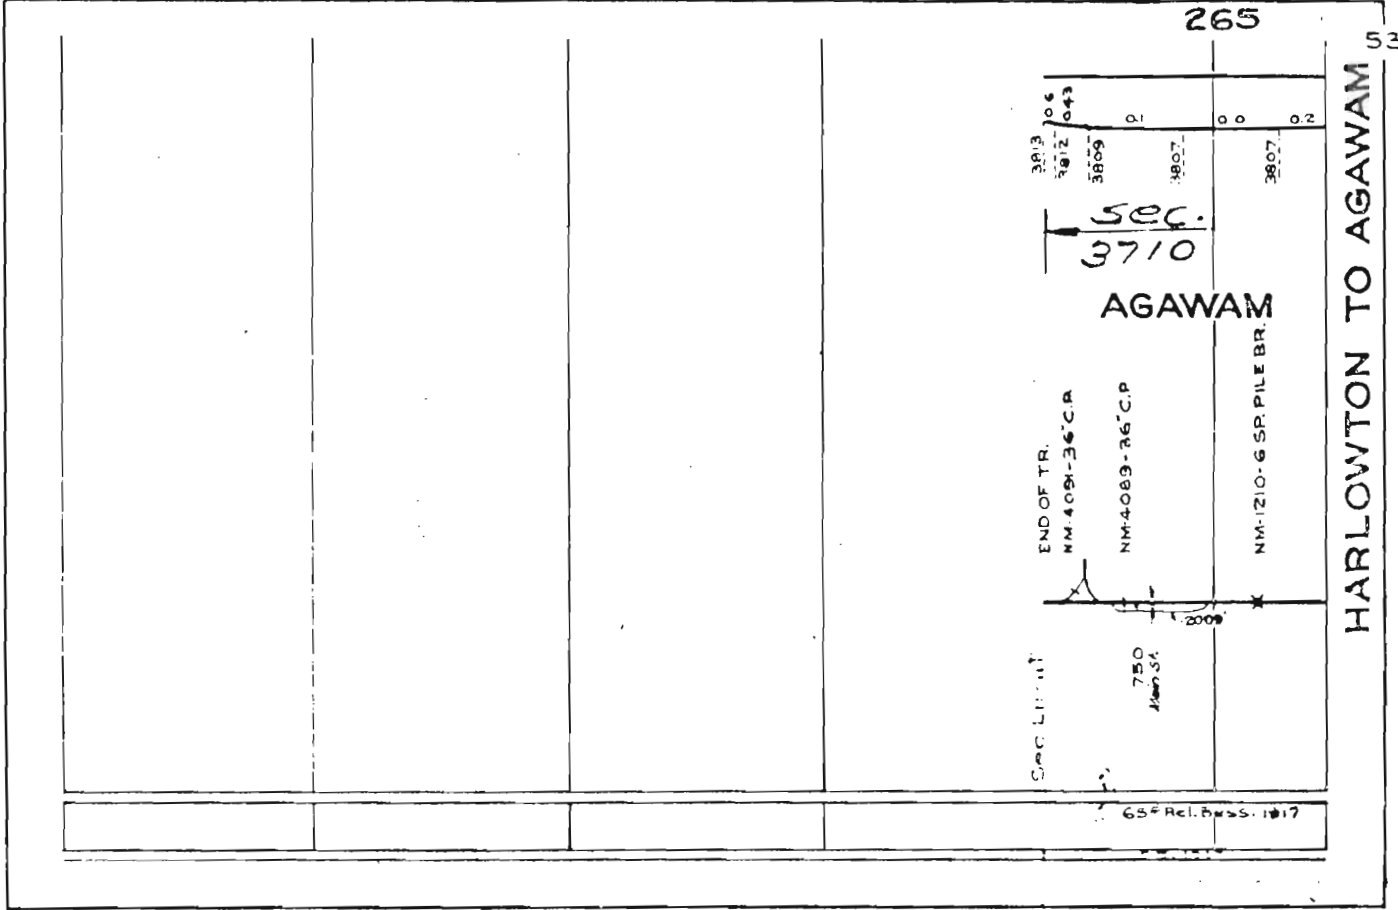 265
53
HARLOWTON TO AGAWAM
0.6
0.43
0.1
0.0
0.2
3813
3812
3809
3807
3807
Sec.
3710
AGAWAM
END OF TR.
NM-4091-36"C.P.
NM-4089-36"C.P
NM-1210-6 SP. PILE BR.
2009
750
Main St.
Sec. Limit
65# Rel.